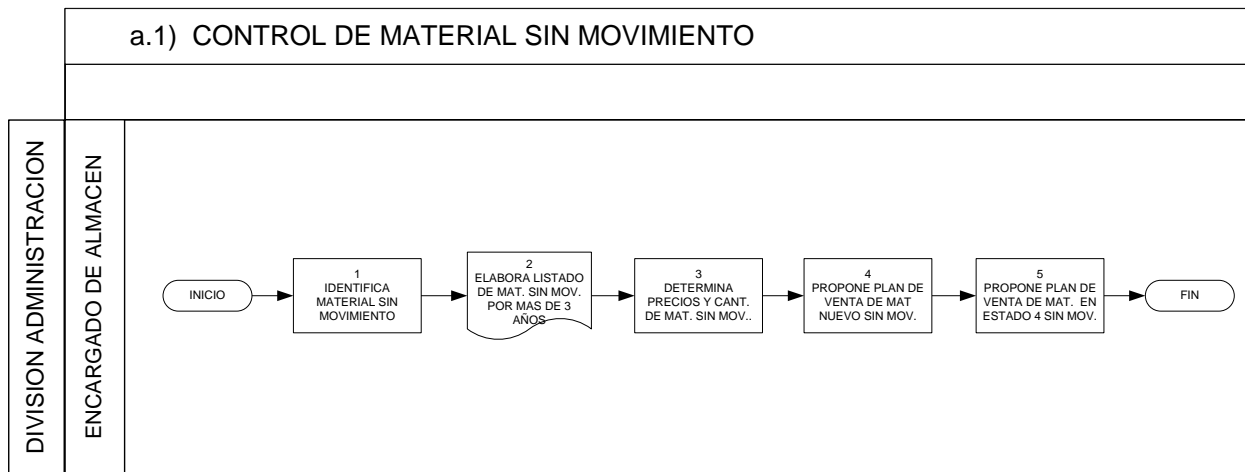 a.1) CONTROL DE MATERIAL SIN MOVIMIENTO
DIVISION ADMINISTRACION
ENCARGADO DE ALMACEN
INICIO
1
IDENTIFICA
MATERIAL SIN
MOVIMIENTO
2
ELABORA LISTADO
DE MAT. SIN MOV.
POR MAS DE 3
AÑOS
3
DETERMINA
PRECIOS Y CANT.
DE MAT. SIN MOV..
4
PROPONE PLAN DE
VENTA DE MAT
NUEVO SIN MOV.
5
PROPONE PLAN DE
VENTA DE MAT. EN
ESTADO 4 SIN MOV.
FIN